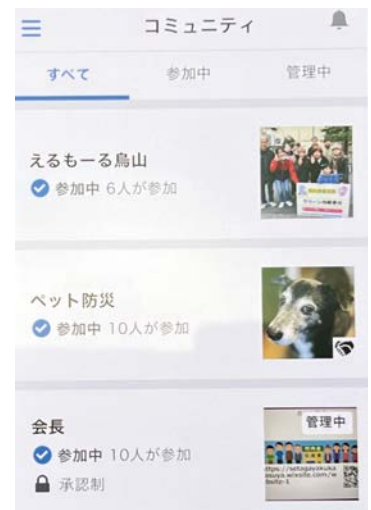 コミュニティ
すべて
参加中
管理中
えるもーる烏山
参加中 6人が参加
ペット防災
参加中 10人が参加
会長
参加中 10人が参加
承認制
管理中